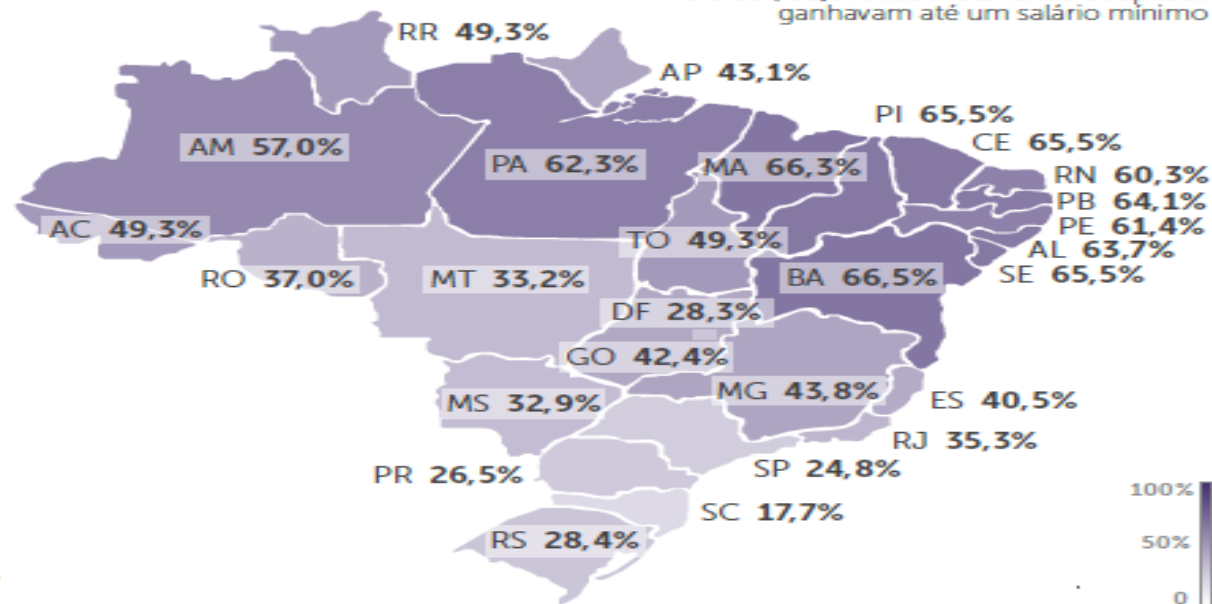 ganhavam até um salário mínimo
RR 49,3%
AP 43,1%
PI 65,5%
CE 65,5%
AM 57,0%
PA 62,3%
MA 66,3%
RN 60,3%
PB 64,1%
PE 61,4%
AC 49,3%
TO 49,3%
AL 63,7%
RO 37,0%
MT 33,2%
BA 66,5%
SE 65,5%
DF 28,3%
GO 42,4%
MG 43,8%
MS 32,9%
ES 40,5%
RJ 35,3%
PR 26,5%
SP 24,8%
SC 17,7%
RS 28,4%
100%
50%
0